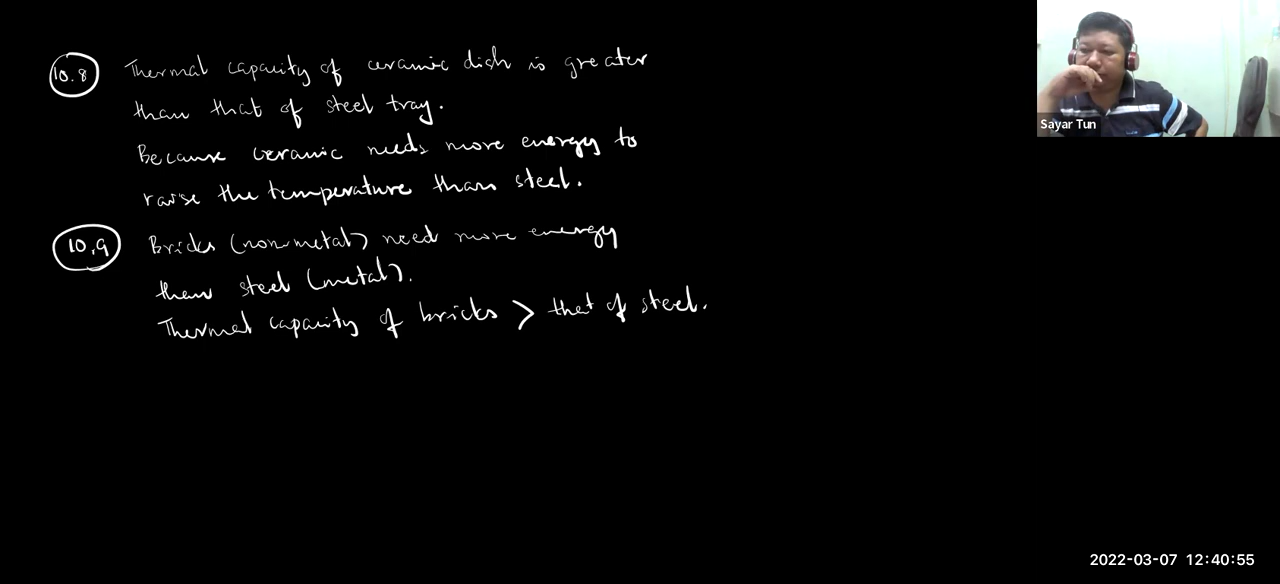 10.8 Thermal capacity of ceramic dish is greater
than that of steel tray.
Because ceramic needs more energy to
raise the temperature than steel.
10.9 Bricks (nonmetal) need more energy
than steel (metal).
Thermal capacity of bricks > that of steel.
Sayar Tun
2022-03-07 12:40:55